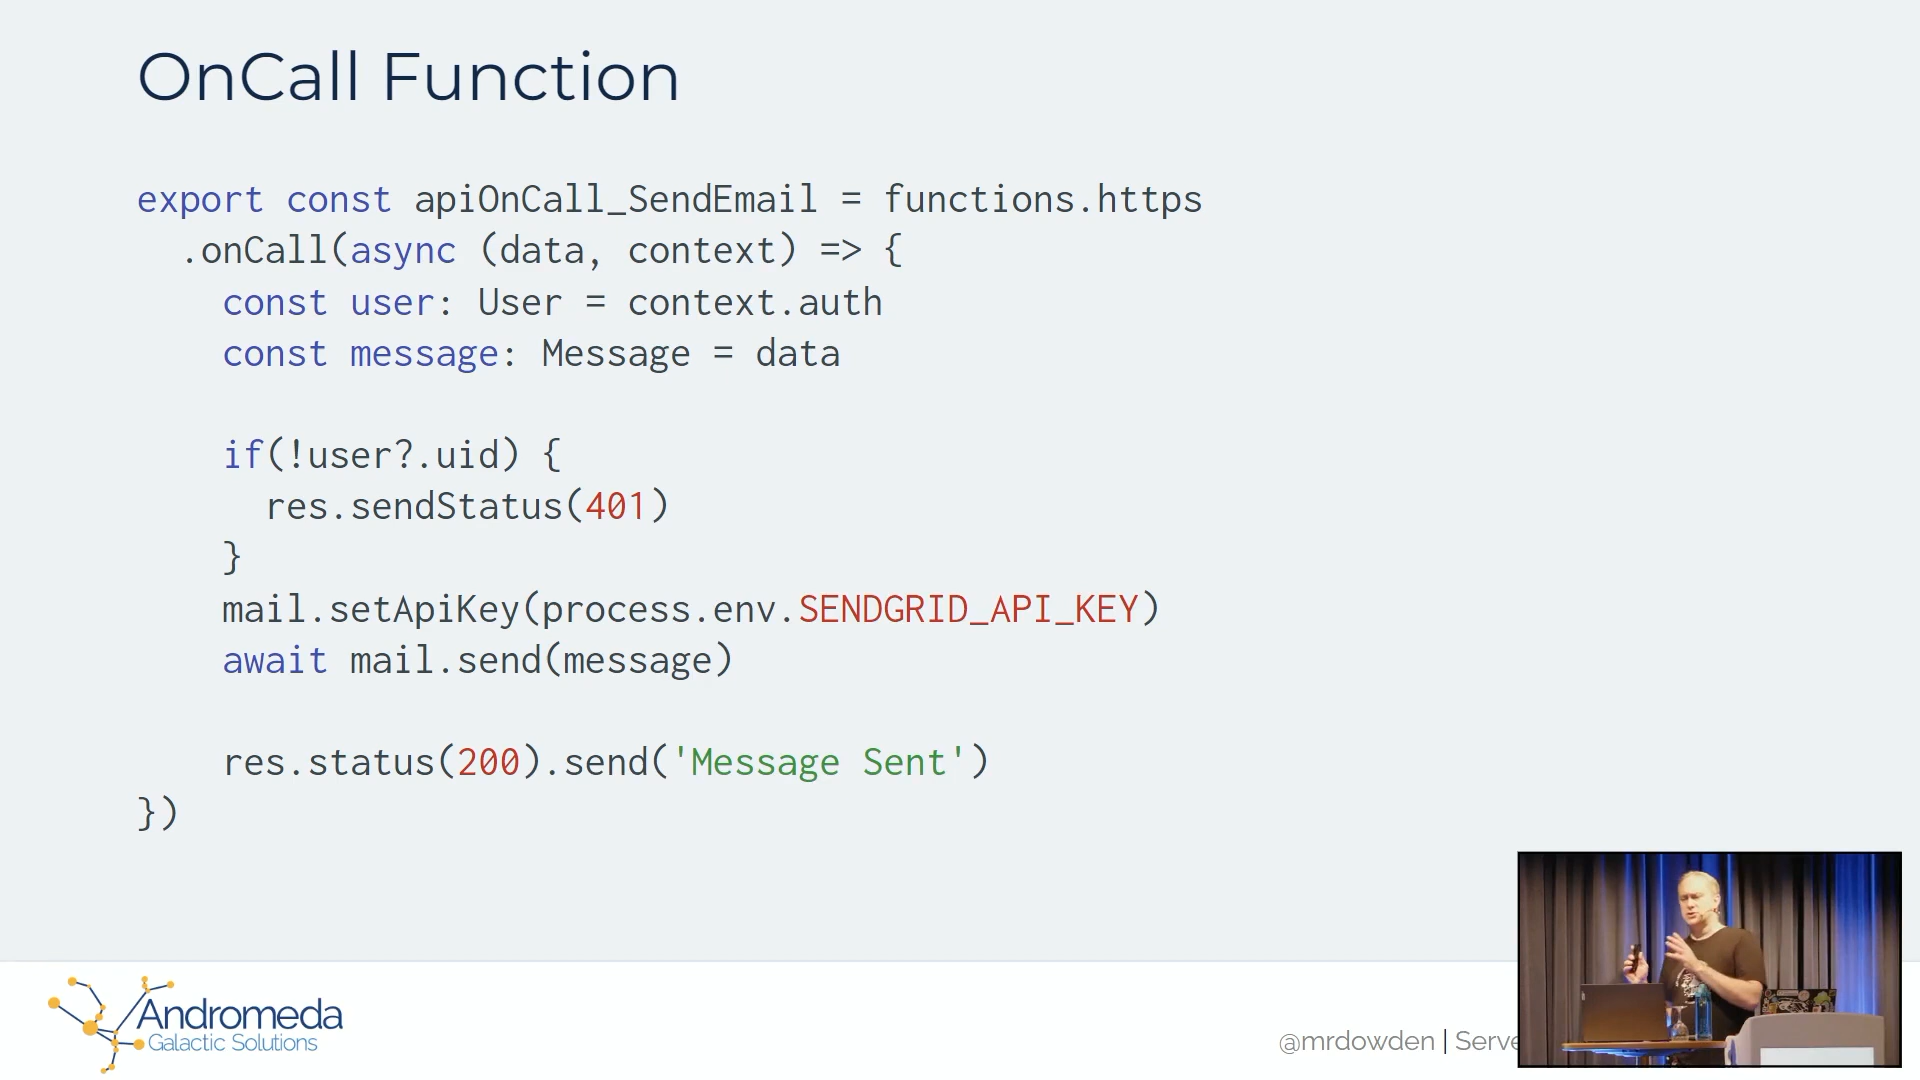 OnCall Function
export const apiOnCall_SendEmail = functions.https
.onCall(async (data, context) => {
const user: User = context.auth
const message: Message = data
if(!user?.uid) {
res.sendStatus(401)
}
mail.setApiKey(process.env.SENDGRID_API_KEY)
await mail.send(message)
res.status(200).send('Message Sent')
})
Andromeda
Galactic Solutions
@mrdowden | Serve